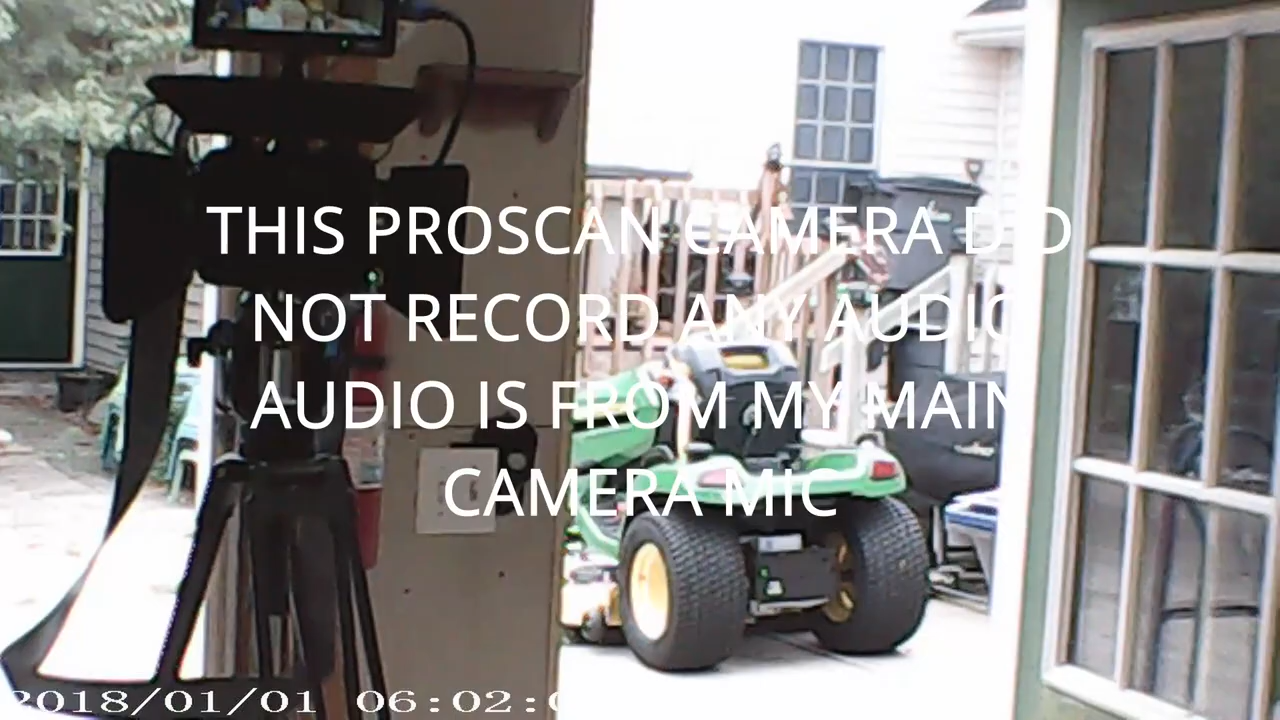 THIS PROSCAN CAMERA DID
NOT RECORD ANY AUDIO
AUDIO IS FROM MY MAIN
CAMERA MIC
2018/01/01 06:02:0